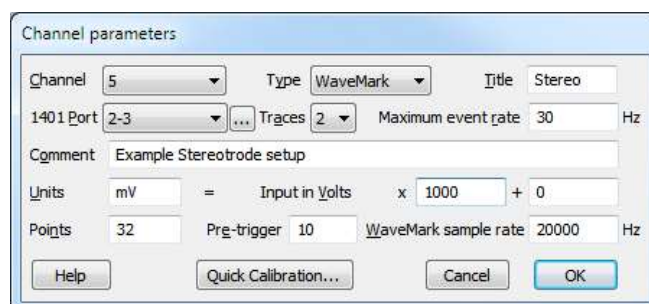 Channel parameters
Channel 5 Type WaveMark Title Stereo
1401 Port 2-3 ... Traces 2 Maximum event rate 30 Hz
Comment Example Stereotrode setup
Units mV = Input in Volts x 1000 + 0
Points 32 Pre-trigger 10 WaveMark sample rate 20000 Hz
Help Quick Calibration... Cancel OK